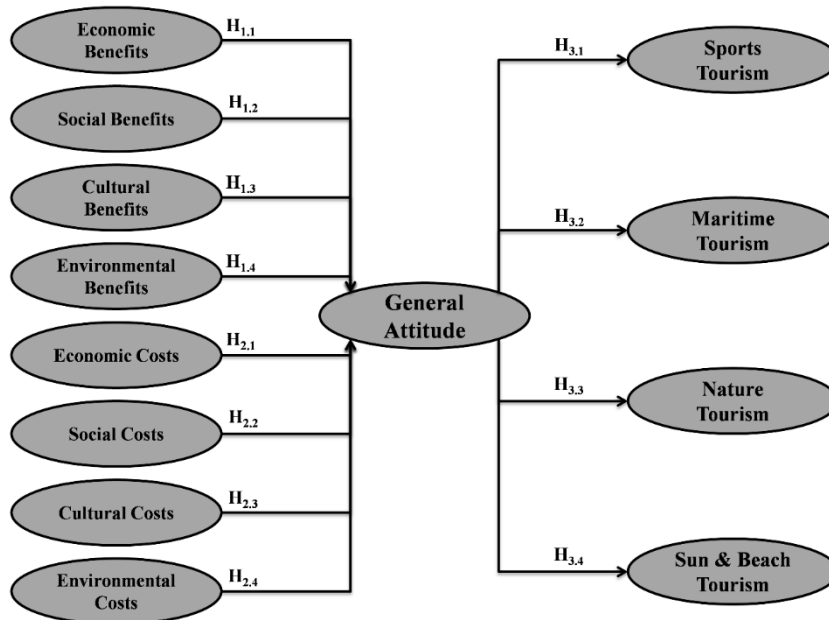 Economic
Benefits
H1.1
Social Benefits
H1.2
Cultural
Benefits
H1.3
Environmental
Benefits
H1.4
Economic Costs
H2.1
Social Costs
H2.2
Cultural Costs
H2.3
Environmental
Costs
H2.4
General
Attitude
H3.1
Sports
Tourism
H3.2
Maritime
Tourism
H3.3
Nature
Tourism
H3.4
Sun & Beach
Tourism